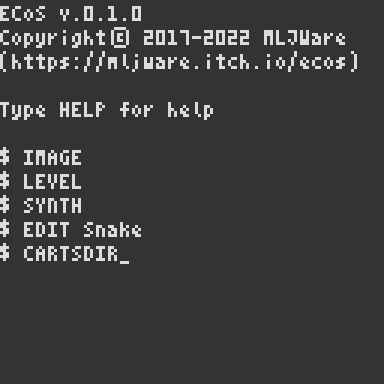 ECoS v.0.1.0
Copyright© 2017-2022 MLJWare
(https://mljware.itch.io/ecos)
Type HELP for help
$ IMAGE
$ LEVEL
$ SYNTH
$ EDIT Snake
$ CARTSDIR_